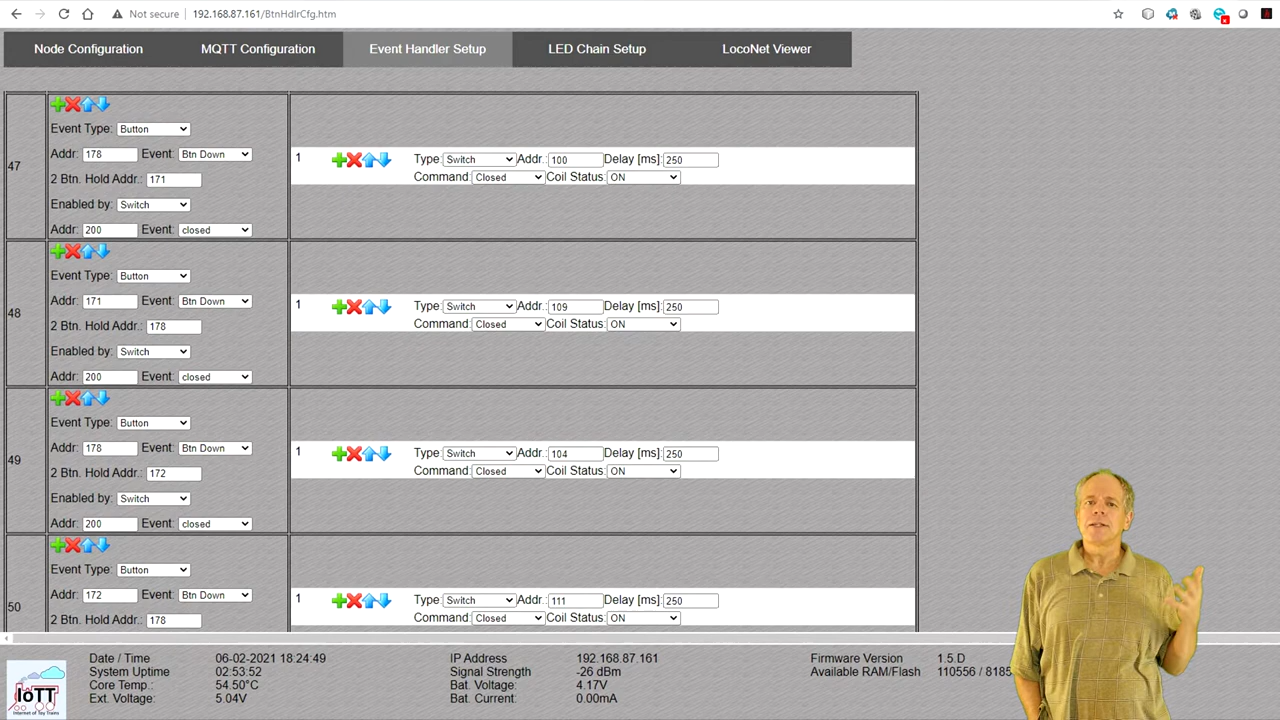 Not secure 192.168.87.161/BtnHdlrCfg.htm
Node Configuration MQTT Configuration Event Handler Setup LED Chain Setup LocoNet Viewer
47
Event Type: Button
Addr: 178 Event: Btn Down
2 Btn. Hold Addr.: 171
Enabled by: Switch
Addr: 200 Event: closed
1 Type: Switch Addr.: 100 Delay [ms]: 250
Command: Closed Coil Status: ON
48
Event Type: Button
Addr: 171 Event: Btn Down
2 Btn. Hold Addr.: 178
Enabled by: Switch
Addr: 200 Event: closed
1 Type: Switch Addr.: 109 Delay [ms]: 250
Command: Closed Coil Status: ON
49
Event Type: Button
Addr: 178 Event: Btn Down
2 Btn. Hold Addr.: 172
Enabled by: Switch
Addr: 200 Event: closed
1 Type: Switch Addr.: 104 Delay [ms]: 250
Command: Closed Coil Status: ON
50
Event Type: Button
Addr: 172 Event: Btn Down
2 Btn. Hold Addr.: 178
1 Type: Switch Addr.: 111 Delay [ms]: 250
Command: Closed Coil Status: ON
IoTT
Internet of Toy Trains
Date / Time 06-02-2021 18:24:49
System Uptime 02:53:52
Core Temp.: 54.50°C
Ext. Voltage: 5.04V
IP Address 192.168.87.161
Signal Strength -26 dBm
Bat. Voltage: 4.17V
Bat. Current: 0.00mA
Firmware Version 1.5.D
Available RAM/Flash 110556 / 8185